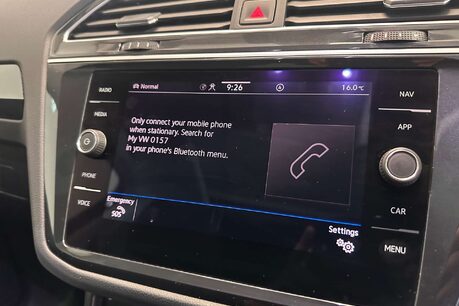 RADIO
MEDIA
PHONE
VOICE
Normal
9:26
16.0°C
Only connect your mobile phone
when stationary. Search for
My VW 0157
in your phone's Bluetooth menu.
Emergency
SOS
Settings
NAV
APP
CAR
MENU